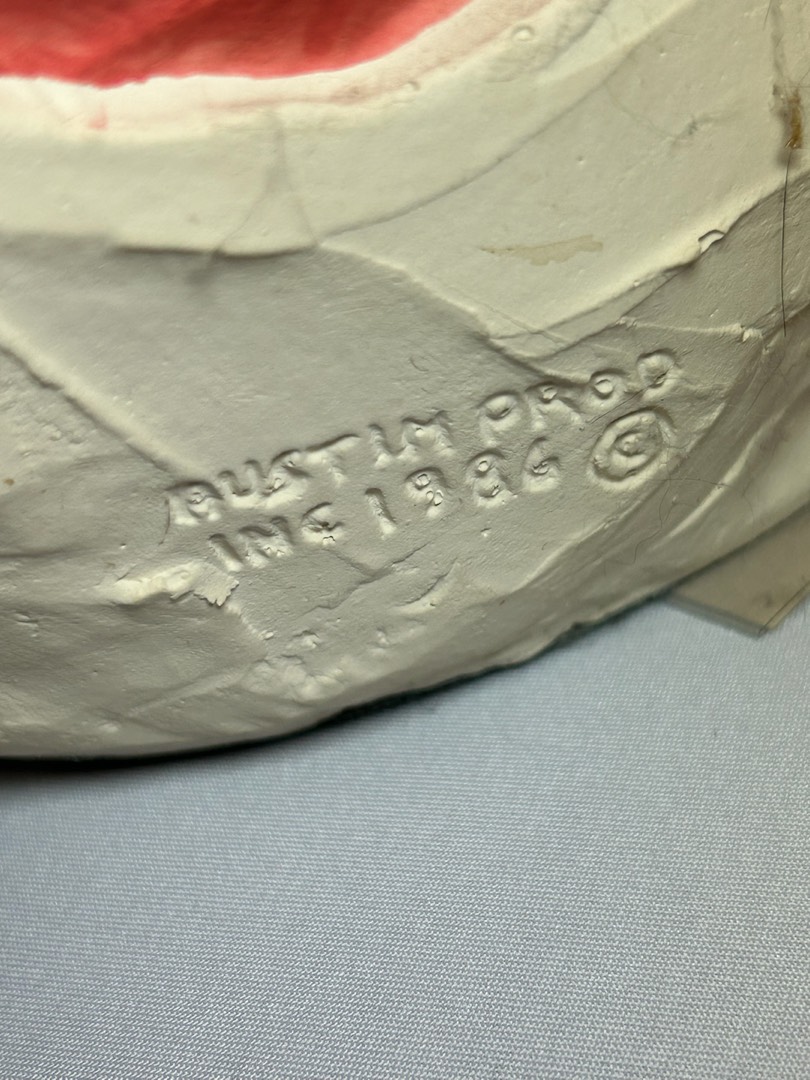 AUSTIN PROD
INC 1986 ©